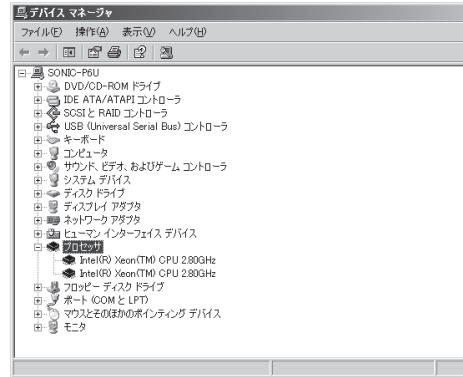 デバイス マネージャ
ファイル(F) 操作(A) 表示(V) ヘルプ(H)
SONIC-P6U
DVD/CD-ROM ドライブ
IDE ATA/ATAPI コントローラ
SCSI と RAID コントローラ
USB (Universal Serial Bus) コントローラ
キーボード
コンピュータ
サウンド、ビデオ、およびゲーム コントローラ
システム デバイス
ディスク ドライブ
ディスプレイ アダプタ
ネットワーク アダプタ
ヒューマン インターフェイス デバイス
プロセッサ
Intel(R) Xeon(TM) CPU 2.80GHz
Intel(R) Xeon(TM) CPU 2.80GHz
フロッピー ディスク ドライブ
ポート (COM と LPT)
マウスとそのほかのポインティング デバイス
モニタ